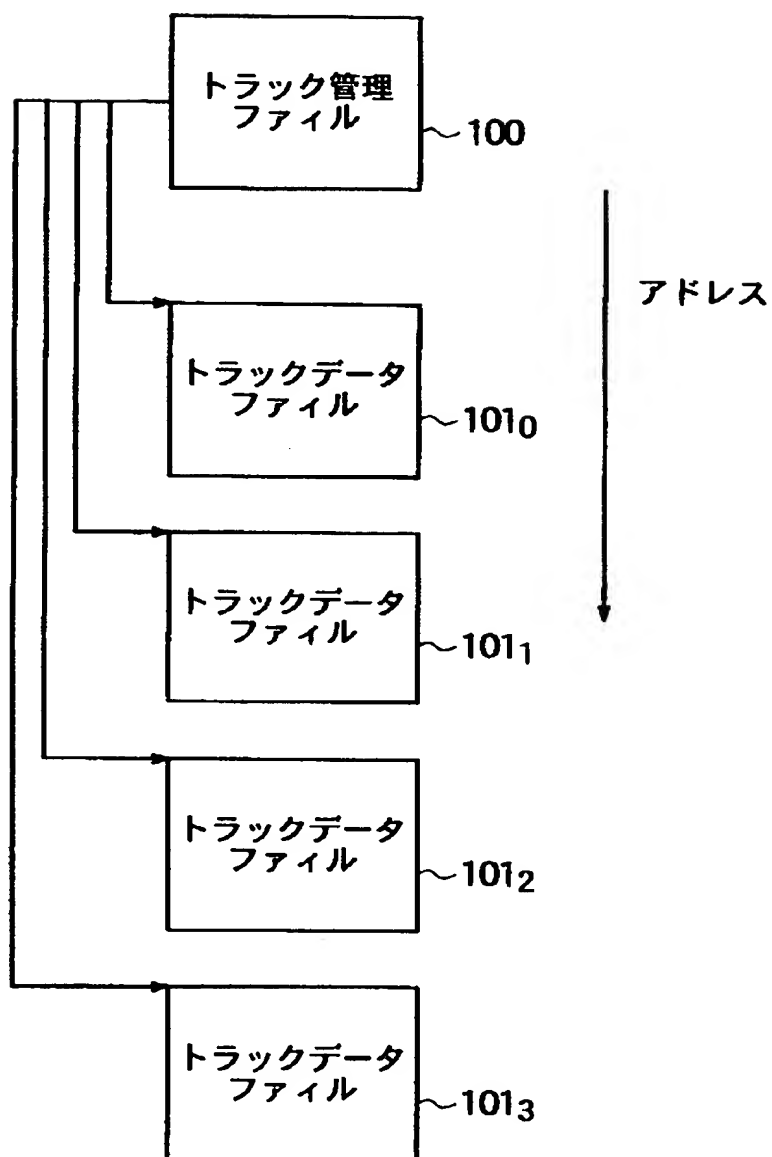 トラック管理
ファイル
100
アドレス
トラックデータ
ファイル
101₀
トラックデータ
ファイル
101₁
トラックデータ
ファイル
101₂
トラックデータ
ファイル
101₃